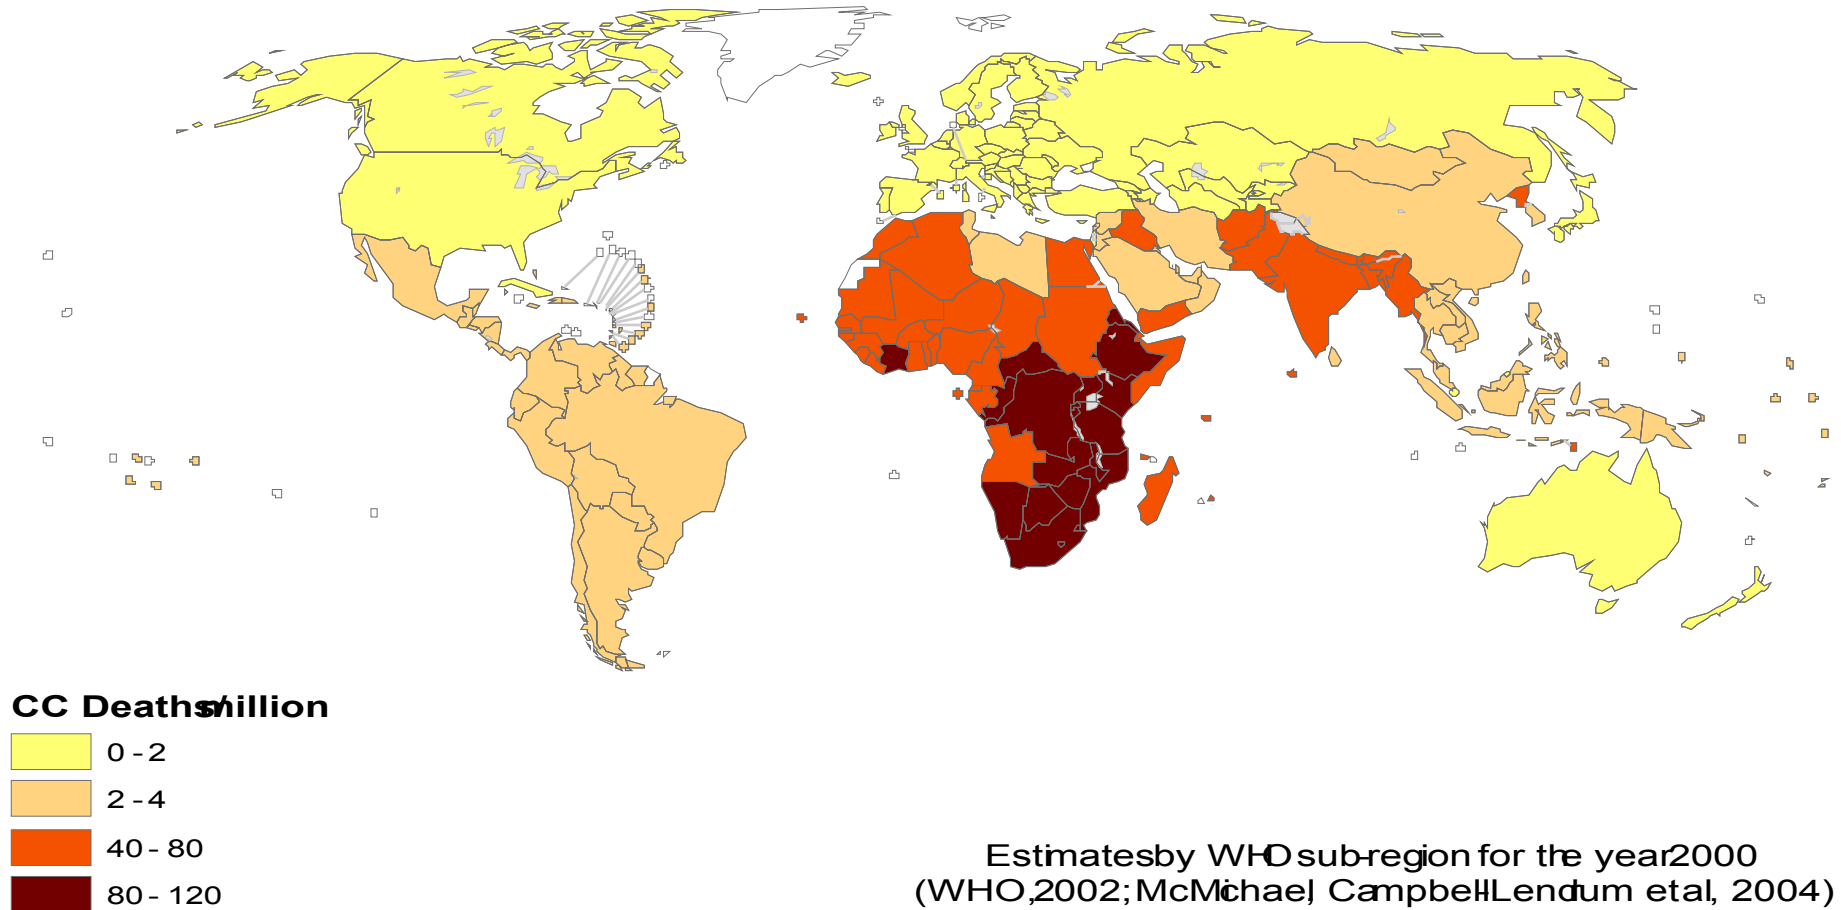 CC Deaths/million
0 - 2
2 - 4
40 - 80
80 - 120
Estimates by WHO sub-region for the year 2000
(WHO, 2002; McMichael, Campbell-Lendrum et al, 2004)